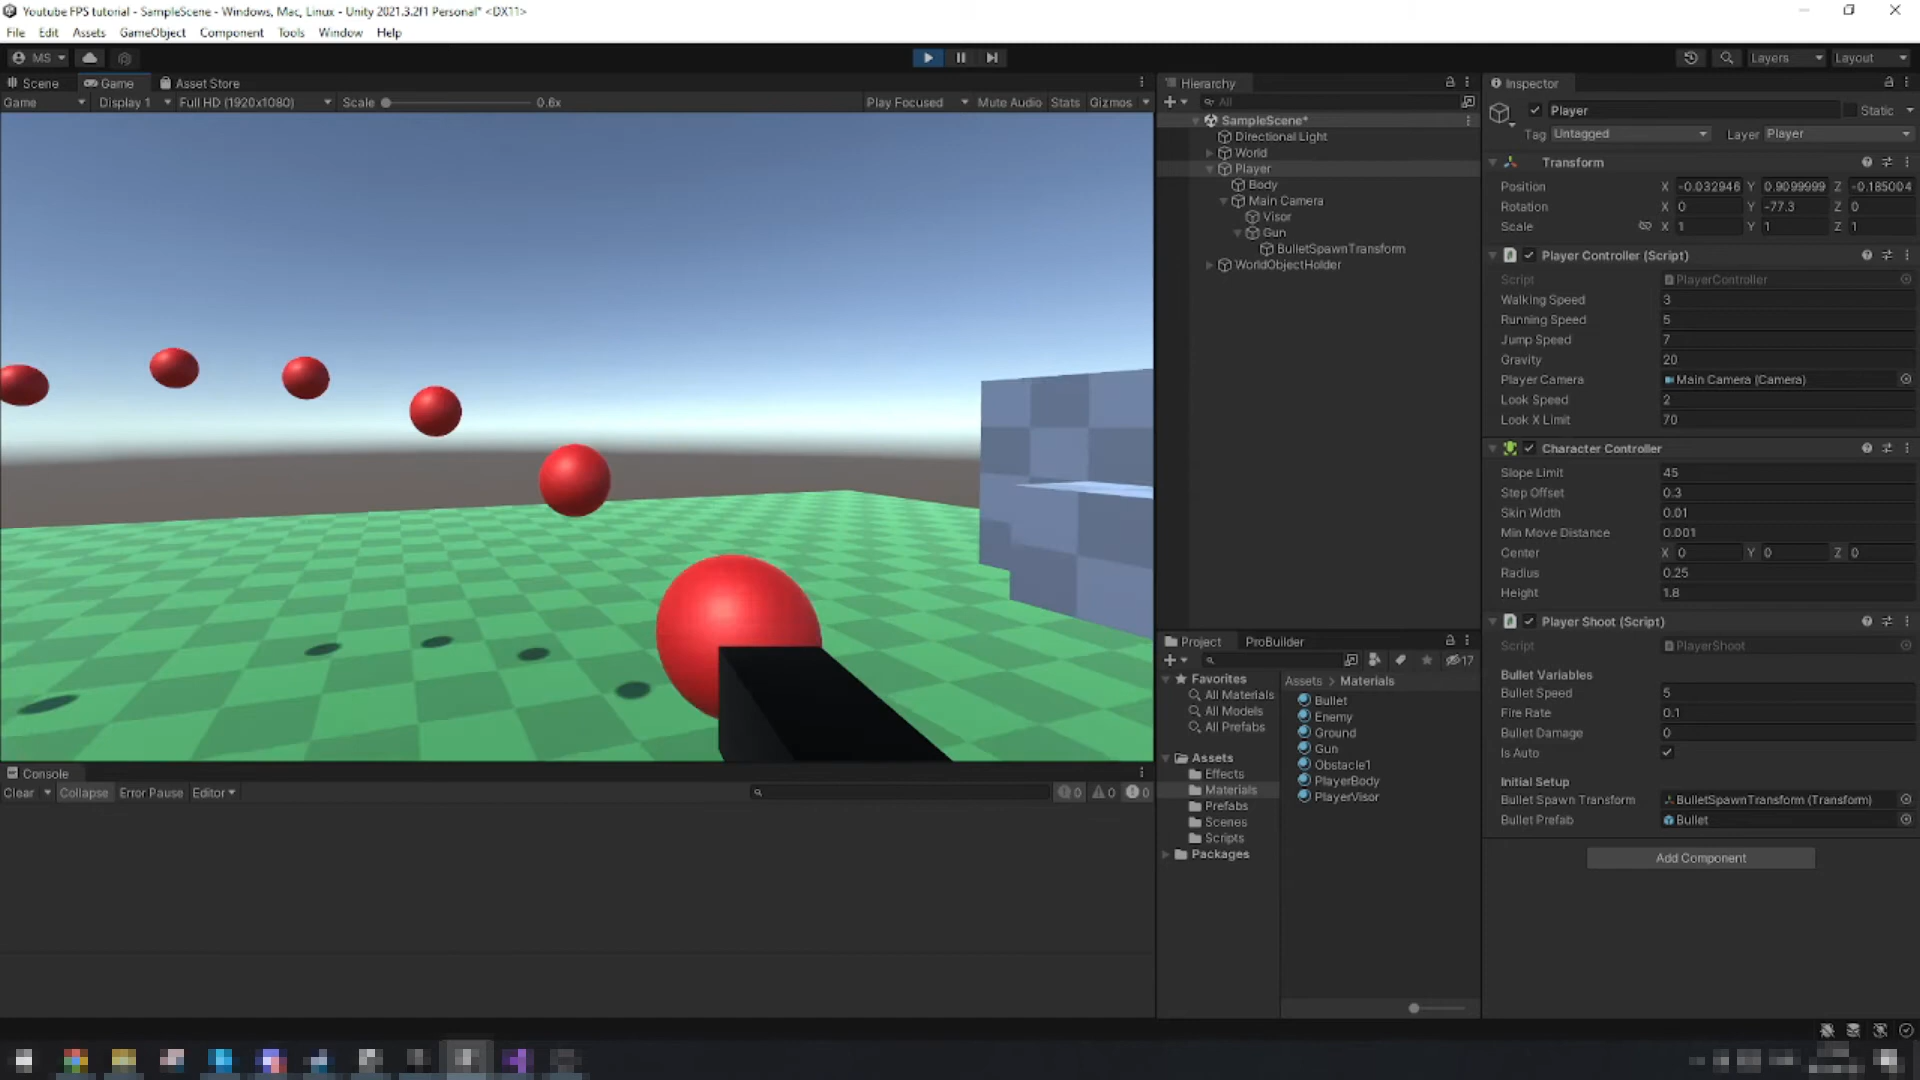 Youtube FPS tutorial - SampleScene - Windows, Mac, Linux - Unity 2021.3.2f1 Personal* <DX11>
File Edit Assets GameObject Component Tools Window Help
MS
Layers
Layout
Scene
Game
Asset Store
Game
Display 1
Full HD (1920x1080)
Scale
0.6x
Play Focused
Mute Audio
Stats
Gizmos
Hierarchy
All
SampleScene*
Directional Light
World
Player
Body
Main Camera
Visor
Gun
BulletSpawnTransform
WorldObjectHolder
Inspector
Player
Static
Tag Untagged
Layer Player
Transform
Position X -0.032946 Y 0.9099999 Z -0.185004
Rotation X 0 Y -77.3 Z 0
Scale X 1 Y 1 Z 1
Player Controller (Script)
Script PlayerController
Walking Speed 3
Running Speed 5
Jump Speed 7
Gravity 20
Player Camera Main Camera (Camera)
Look Speed 2
Look X Limit 70
Character Controller
Slope Limit 45
Step Offset 0.3
Skin Width 0.01
Min Move Distance 0.001
Center X 0 Y 0 Z 0
Radius 0.25
Height 1.8
Player Shoot (Script)
Script PlayerShoot
Bullet Variables
Bullet Speed 5
Fire Rate 0.1
Bullet Damage 0
Is Auto
Initial Setup
Bullet Spawn Transform BulletSpawnTransform (Transform)
Bullet Prefab Bullet
Add Component
Project
ProBuilder
17
Favorites
All Materials
All Models
All Prefabs
Assets
Effects
Materials
Prefabs
Scenes
Scripts
Packages
Assets > Materials
Bullet
Enemy
Ground
Gun
Obstacle1
PlayerBody
PlayerVisor
Console
Clear
Collapse
Error Pause
Editor
0
0
0